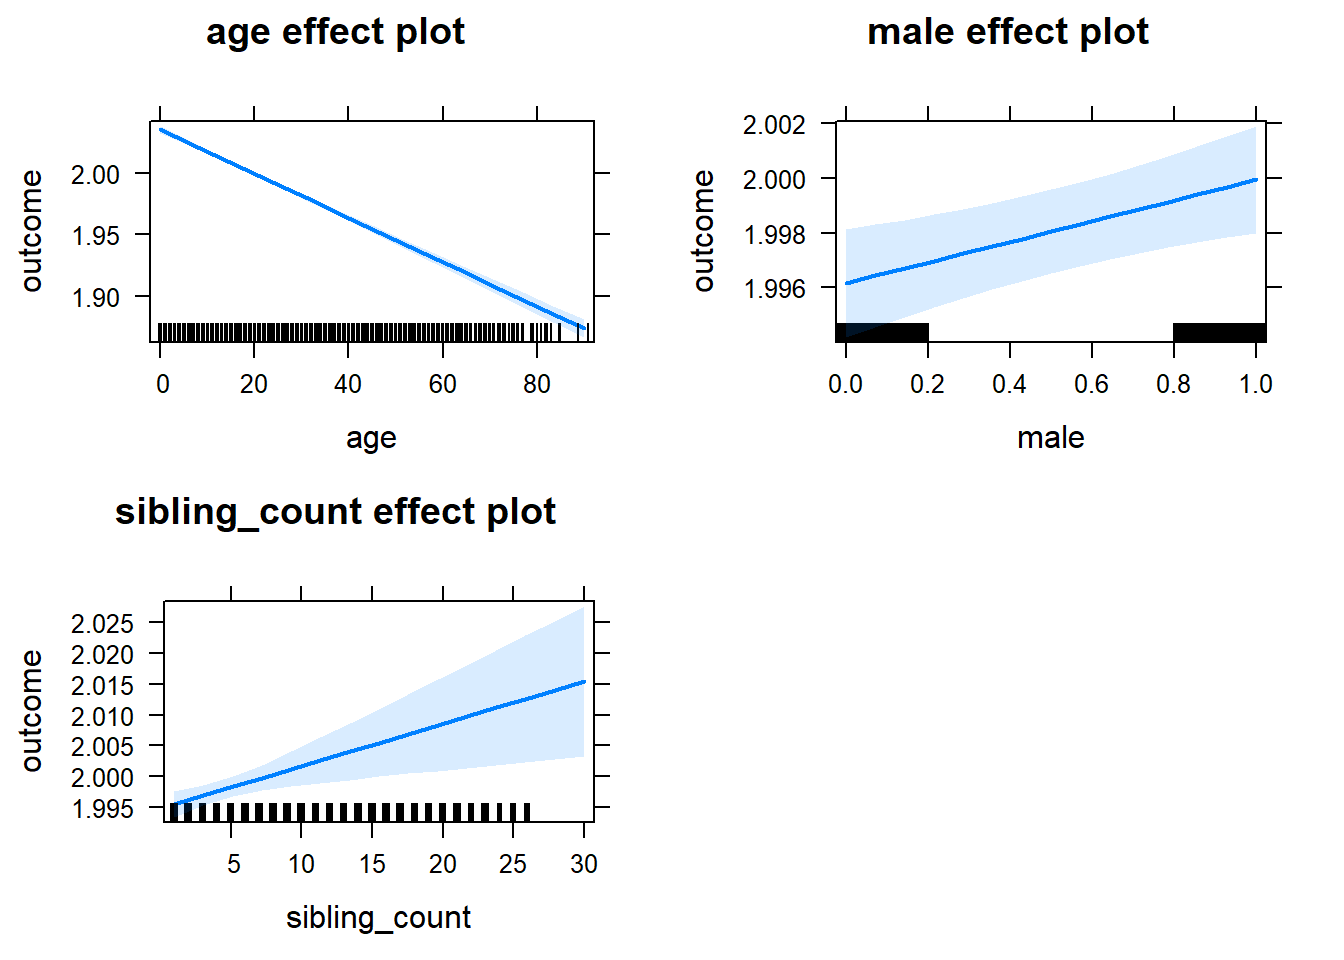 age effect plot
outcome
2.00
1.95
1.90
0 20 40 60 80
age
male effect plot
outcome
2.002
2.000
1.998
1.996
0.0 0.2 0.4 0.6 0.8 1.0
male
sibling_count effect plot
outcome
2.025
2.020
2.015
2.010
2.005
2.000
1.995
5 10 15 20 25 30
sibling_count